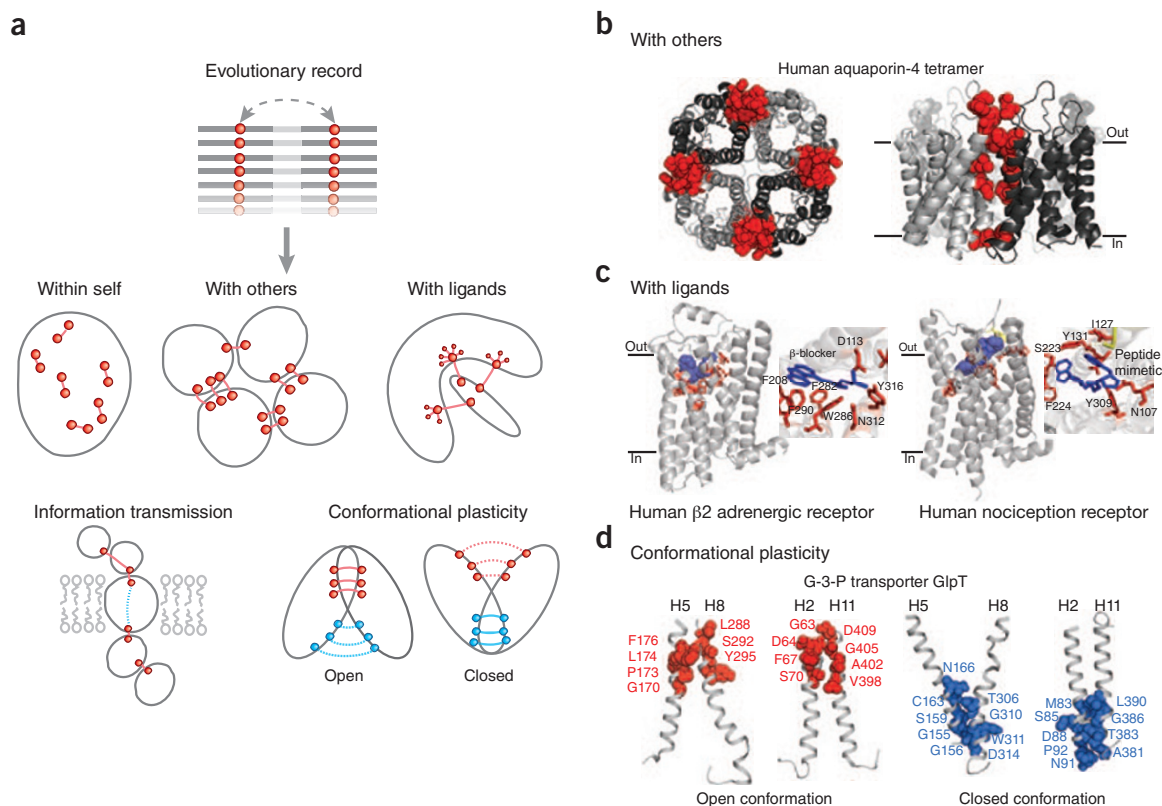 a
Evolutionary record
Within self
With others
With ligands
Information transmission
Conformational plasticity
Open
Closed
b
With others
Human aquaporin-4 tetramer
Out
In
c
With ligands
Out
In
β-blocker
D113
F208
F282
Y316
F290
W286
N312
Human β2 adrenergic receptor
Out
In
I127
Y131
S223
Peptide
mimetic
F224
Y309
N107
Human nociception receptor
d
Conformational plasticity
G-3-P transporter GlpT
H5
H8
L288
F176
S292
L174
Y295
P173
G170
H2
H11
G63
D409
D64
G405
F67
A402
S70
V398
Open conformation
H5
H8
N166
C163
T306
S159
G310
G155
W311
G156
D314
H2
H11
M83
L390
S85
G386
D88
T383
P92
A381
N91
Closed conformation